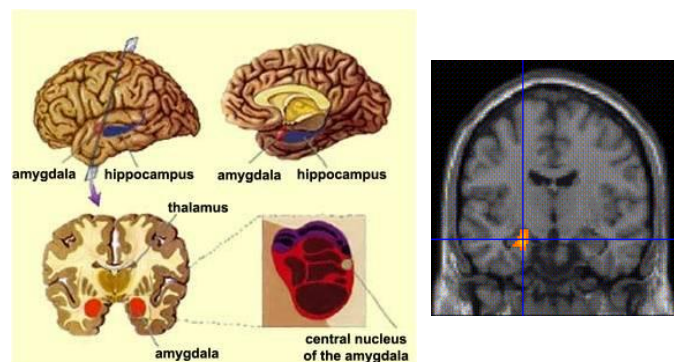 amygdala hippocampus
amygdala hippocampus
thalamus
amygdala
central nucleus
of the amygdala